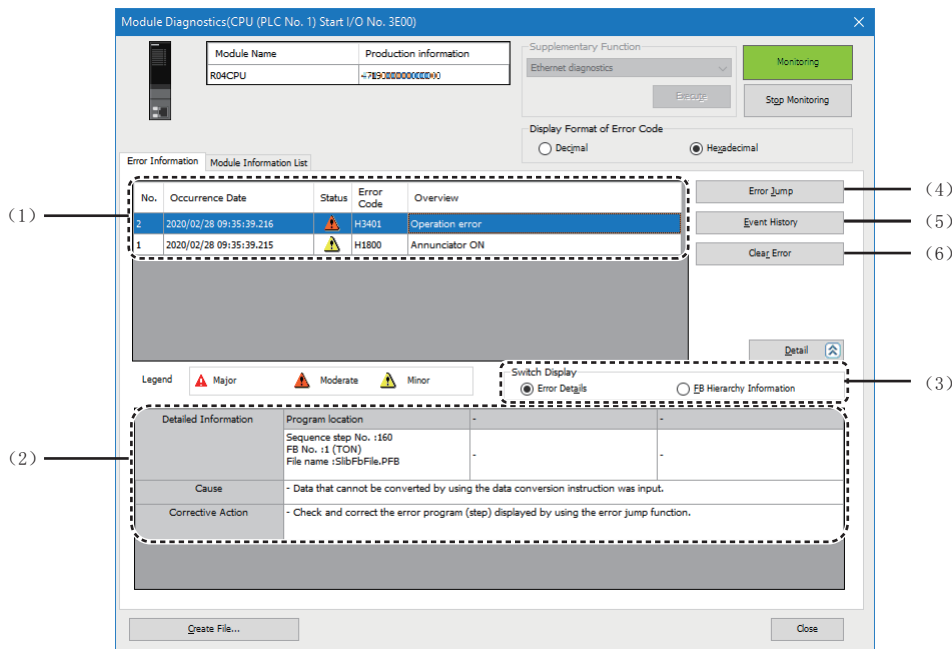 Module Diagnostics(CPU (PLC No. 1) Start I/O No. 3E00)
Module Name Production information
R04CPU
Supplementary Function
Ethernet diagnostics
Execute
Monitoring
Stop Monitoring
Display Format of Error Code
Decimal Hexadecimal
Error Information Module Information List
No. Occurrence Date Status Error Code Overview
2 2020/02/28 09:35:39.216 H3401 Operation error
1 2020/02/28 09:35:39.215 H1800 Annunciator ON
(1)
Error Jump (4)
Event History (5)
Clear Error (6)
Detail
Legend Major Moderate Minor
Switch Display
Error Details FB Hierarchy Information (3)
(2)
Detailed Information Program location - -
Sequence step No. :160
FB No. :1 (TON) - -
File name :SlibFbFile.PFB
Cause - Data that cannot be converted by using the data conversion instruction was input.
Corrective Action - Check and correct the error program (step) displayed by using the error jump function.
Create File... Close